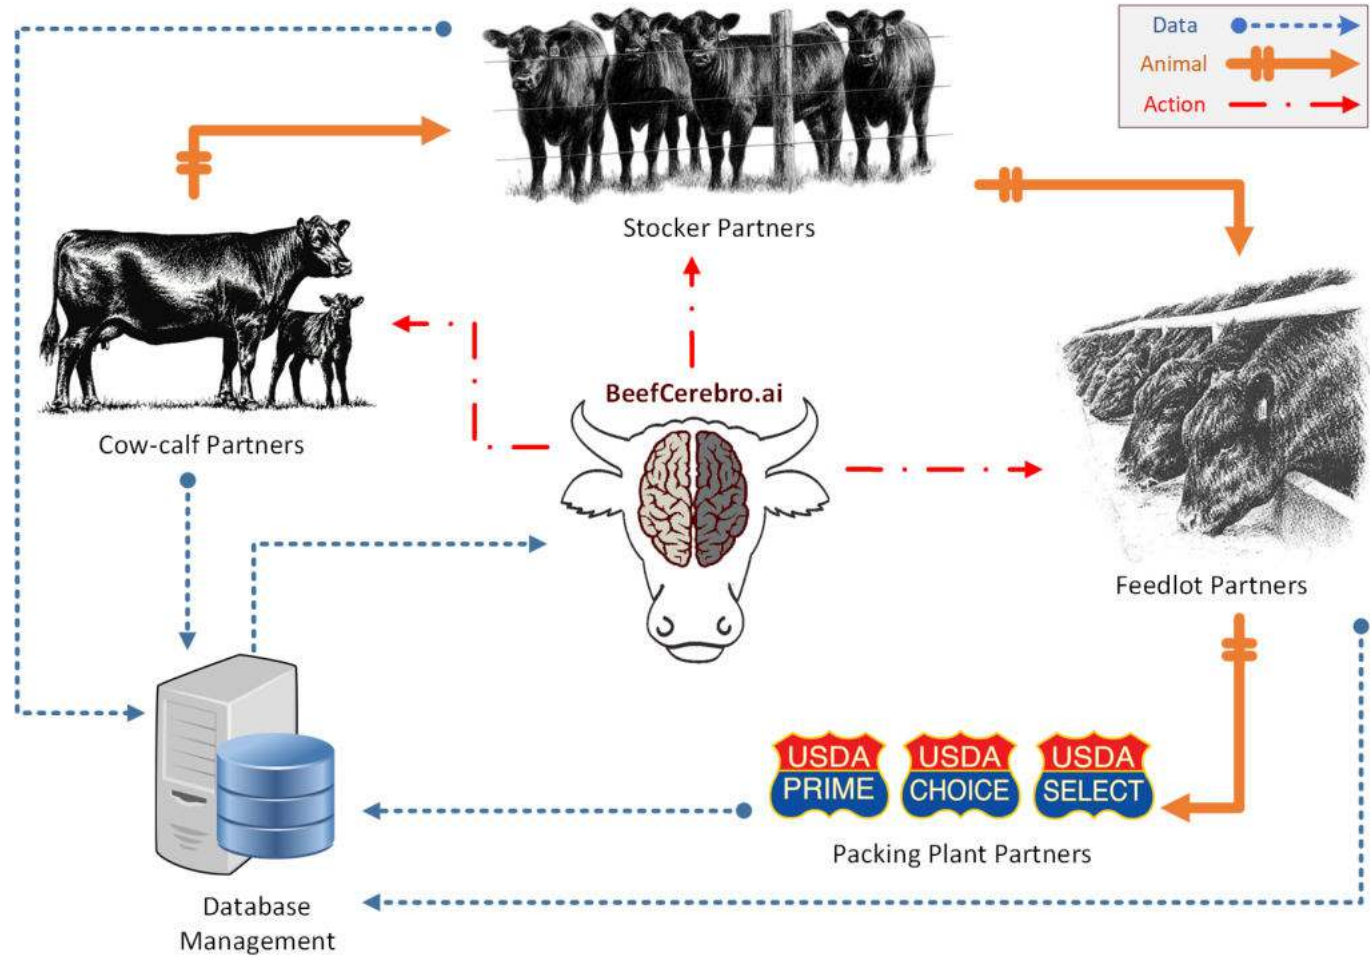 Data
Animal
Action
Stocker Partners
Cow-calf Partners
BeefCerebro.ai
Feedlot Partners
USDA
PRIME
USDA
CHOICE
USDA
SELECT
Packing Plant Partners
Database
Management